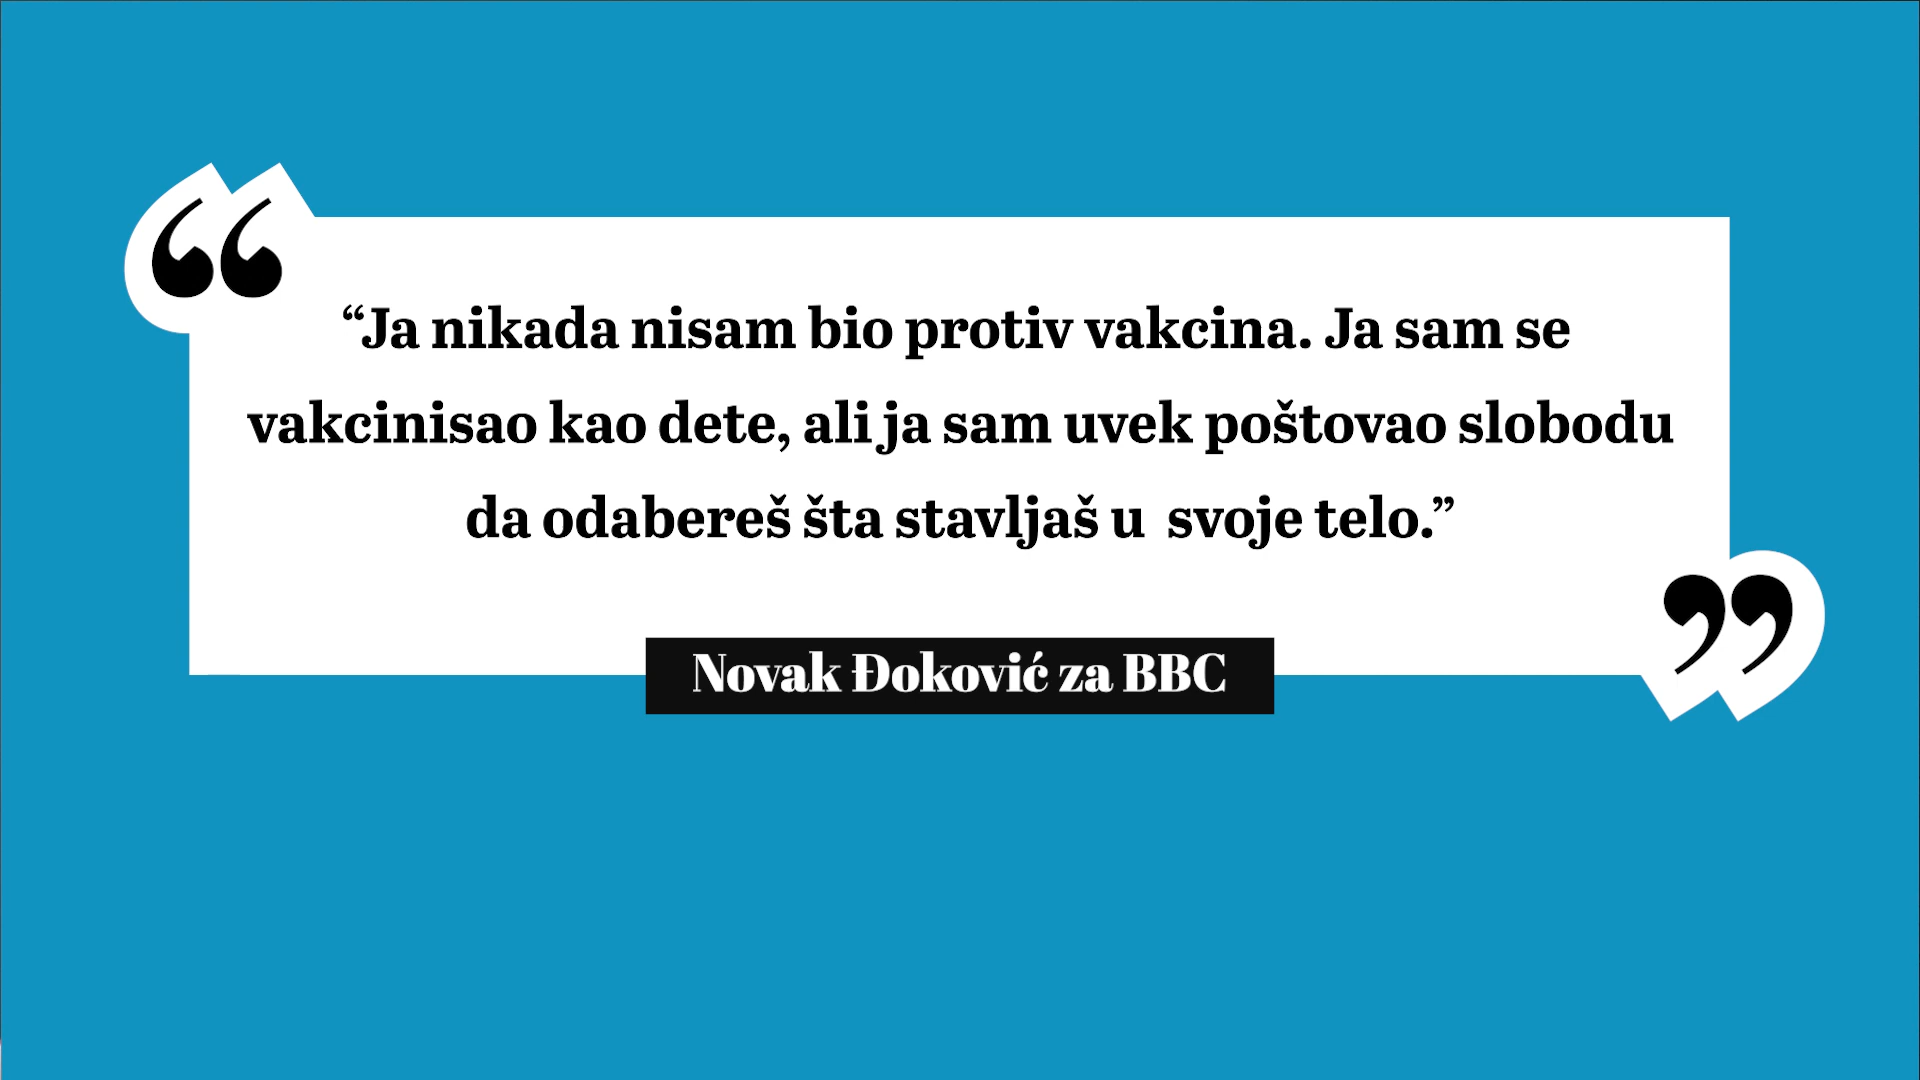 “Ja nikada nisam bio protiv vakcina. Ja sam se
vakcinisao kao dete, ali ja sam uvek poštovao slobodu
da odabereš šta stavljaš u  svoje telo.”
Novak Đoković za BBC